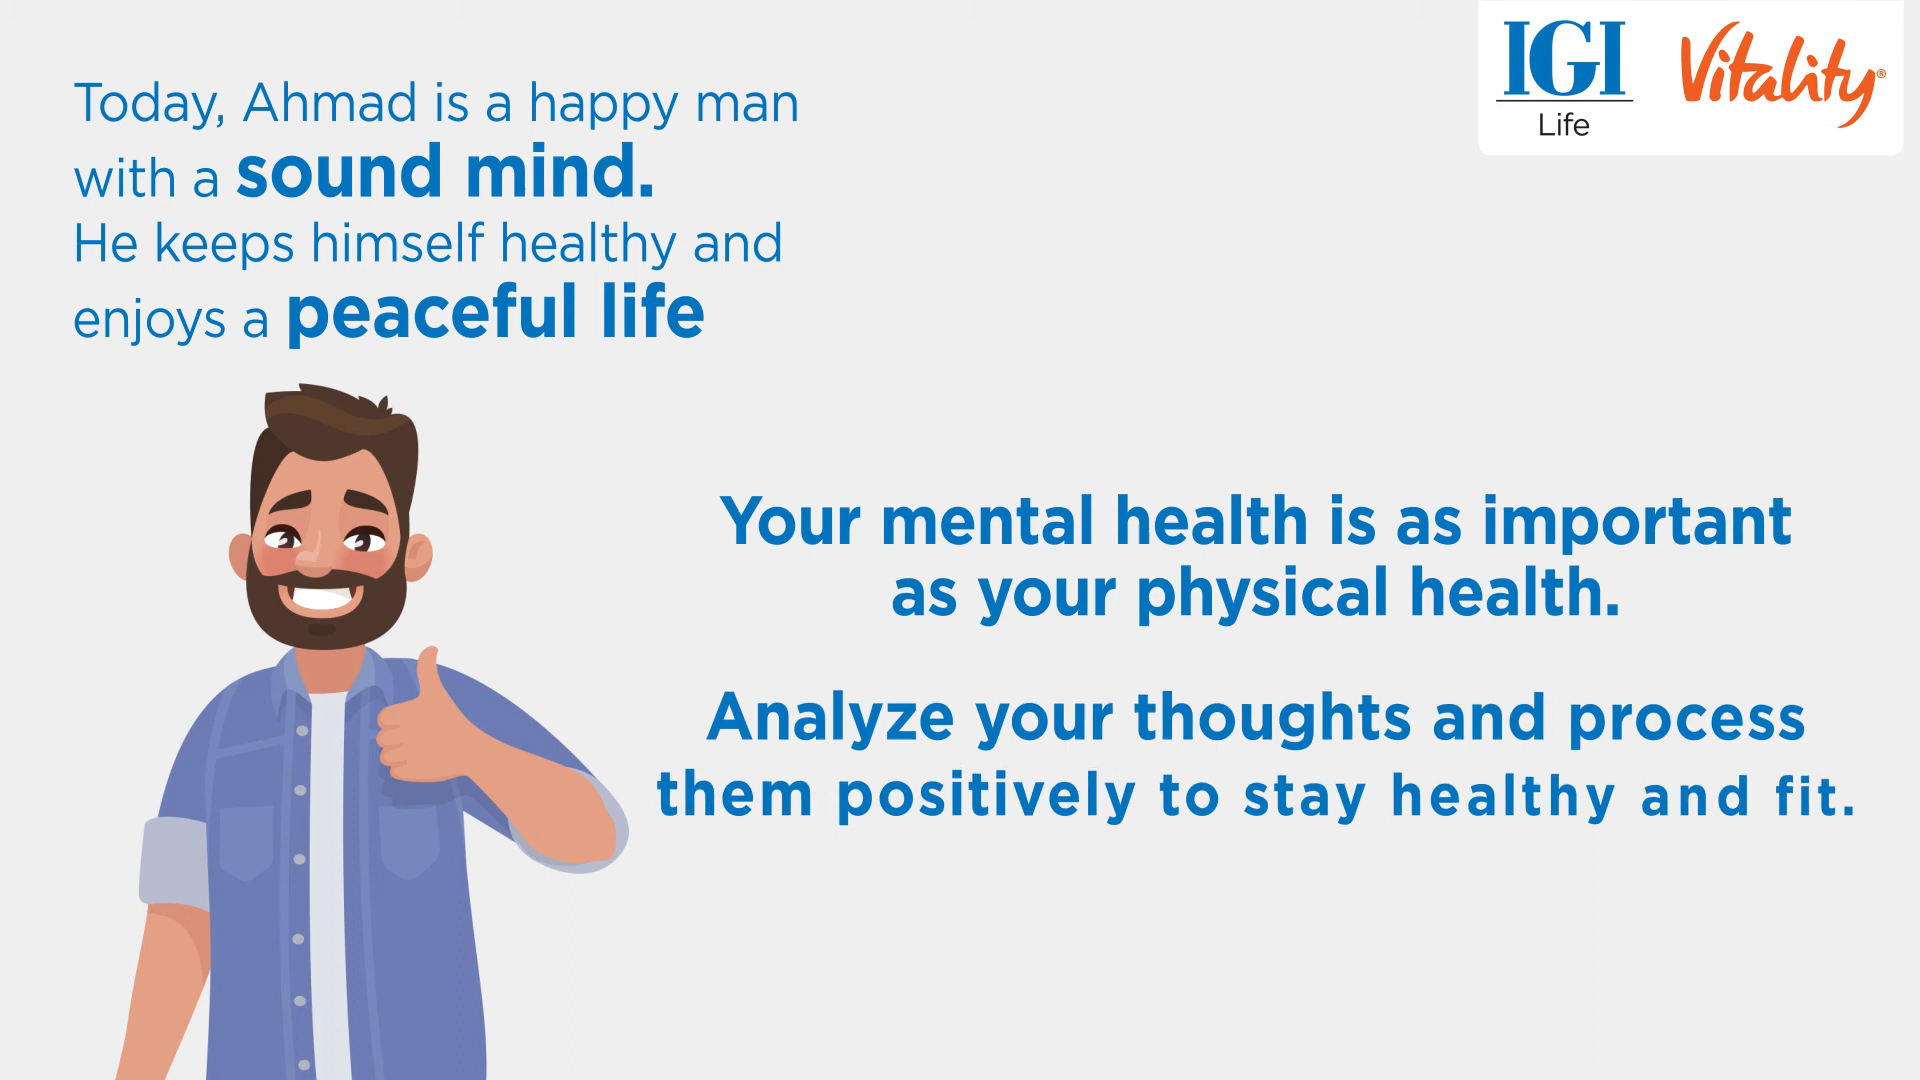 Today, Ahmad is a happy man
with a sound mind.
He keeps himself healthy and
enjoys a peaceful life
IGI
Life
Vitality®
Your mental health is as important
as your physical health.
Analyze your thoughts and process
them positively to stay healthy and fit.